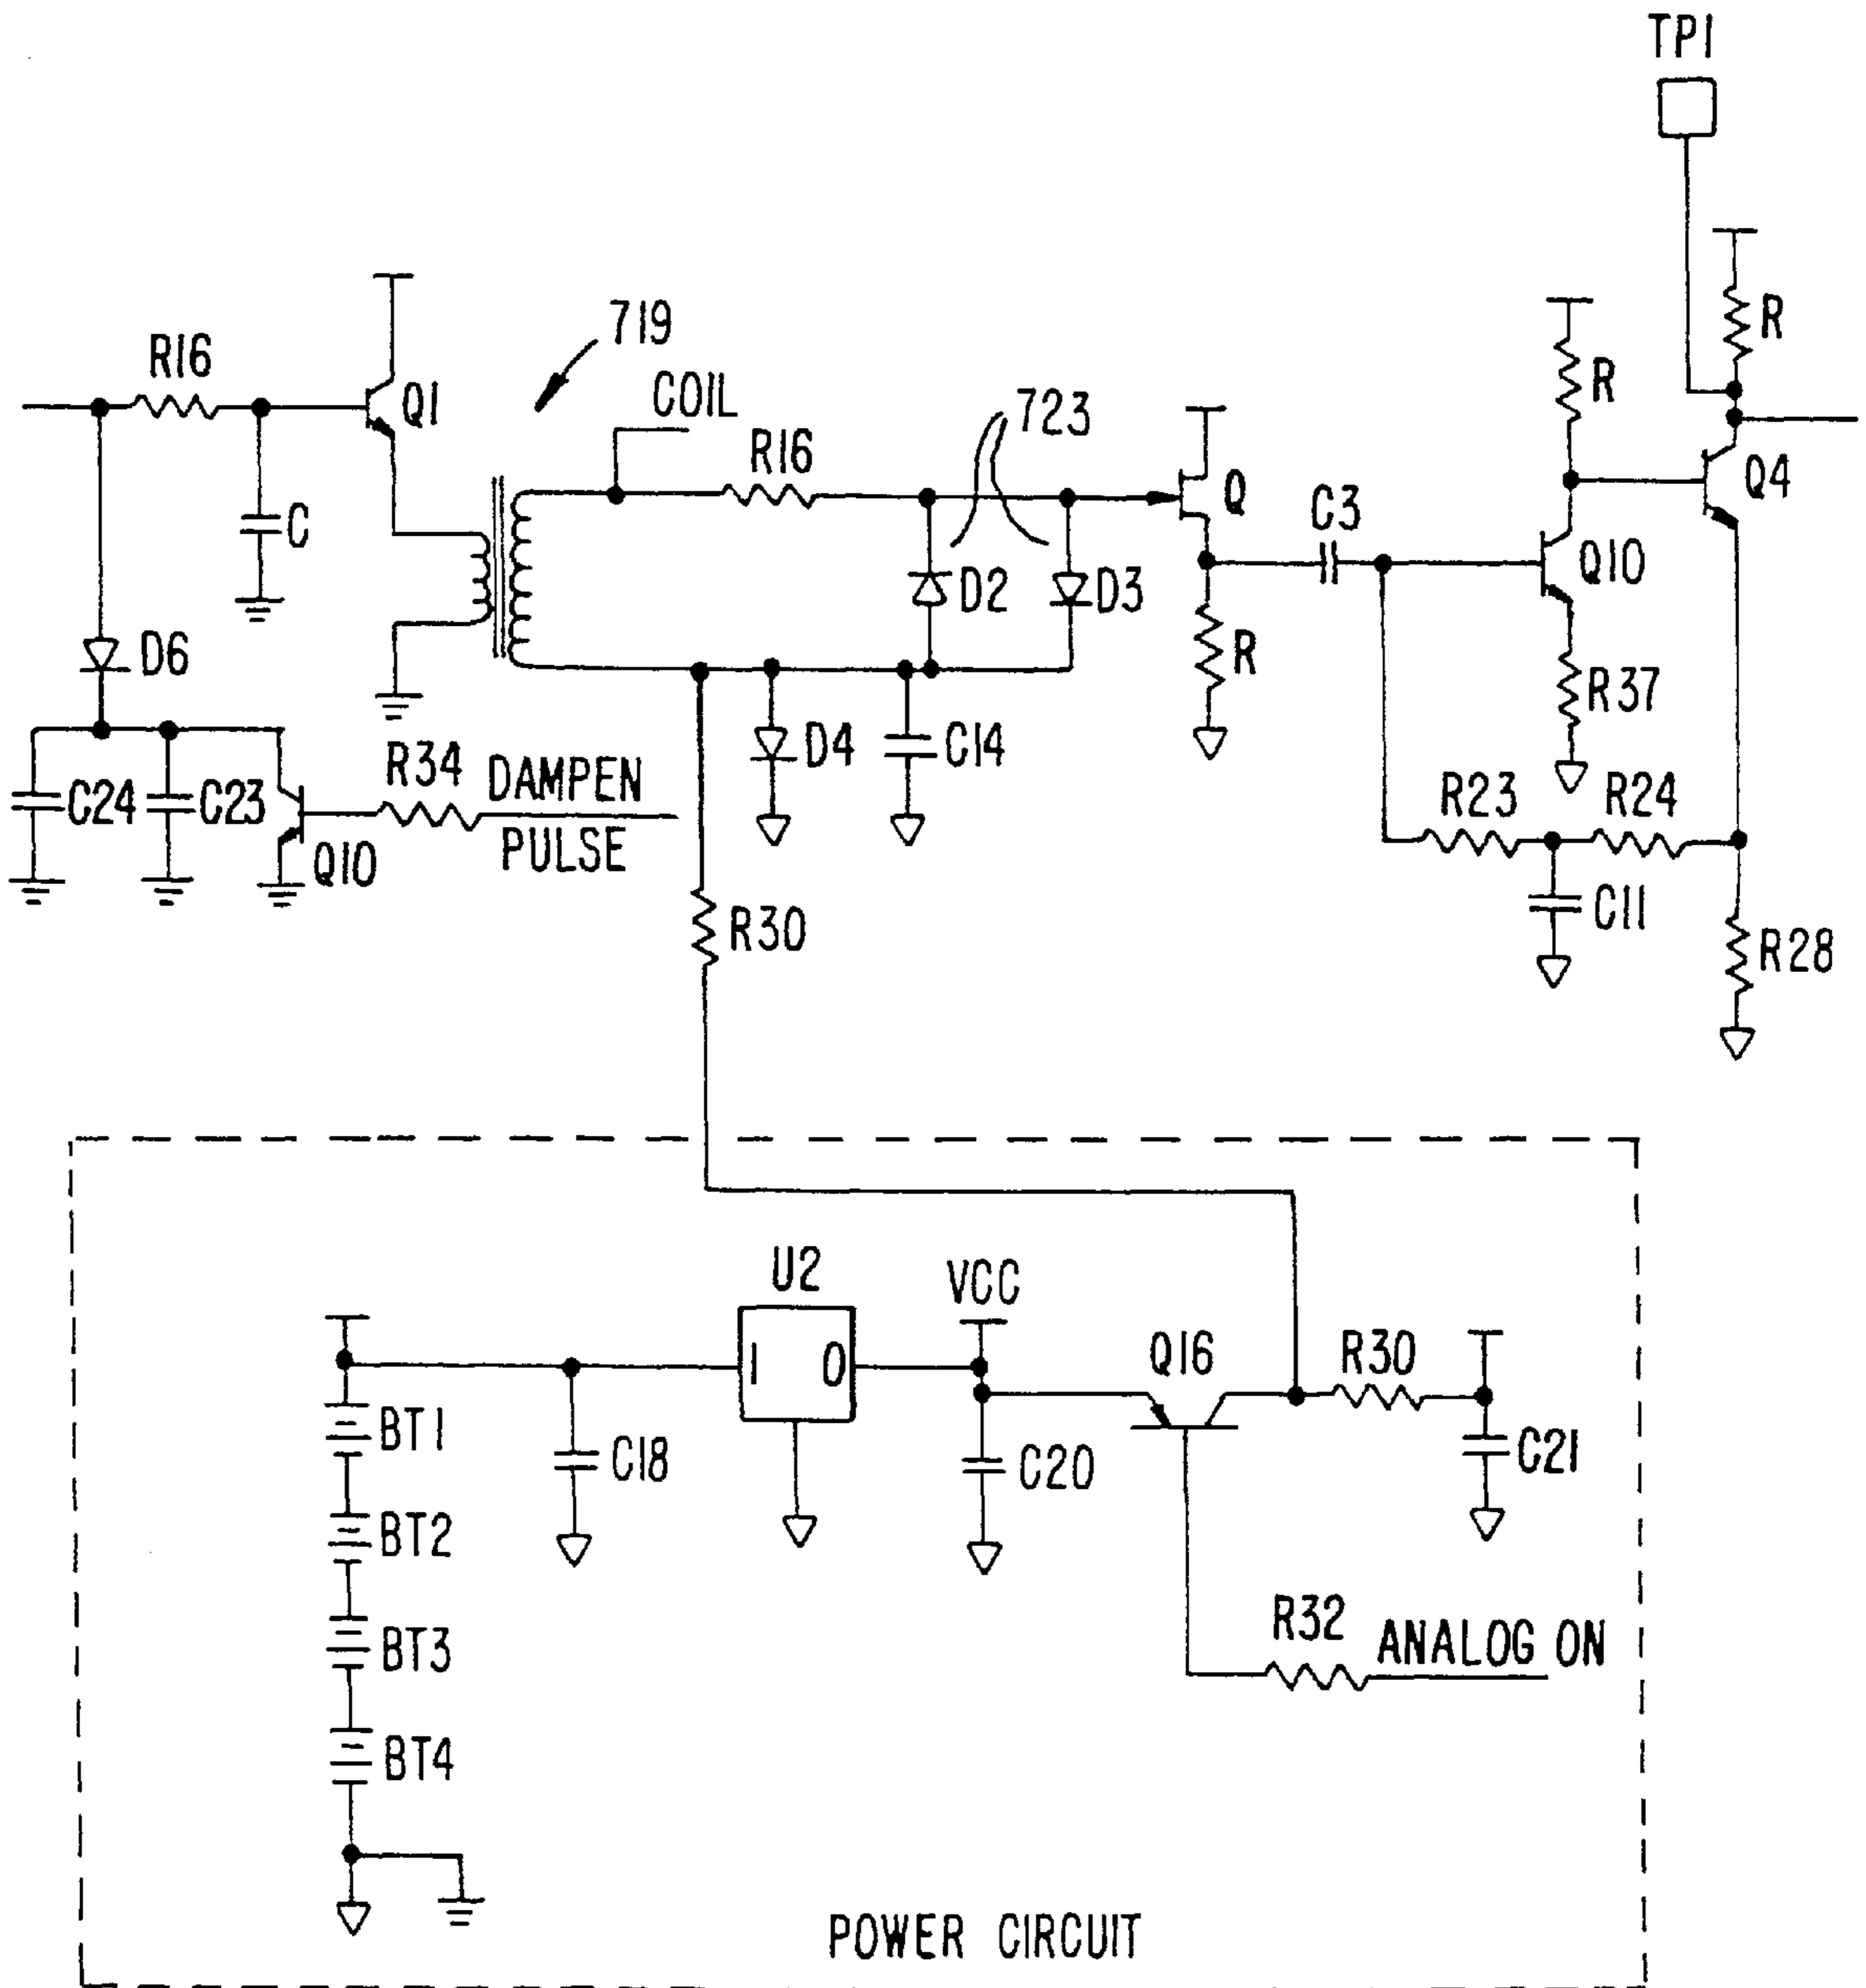 TP1
719
R16
Q1
COIL
R
R16
723
Q
R
Q4
C
C3
Q10
D2
D3
D6
R
R37
D4
C14
R34
DAMPEN
PULSE
C24
C23
Q10
R23
R24
C11
R30
R28
U2
VCC
I
O
Q16
R30
BT1
C18
C20
C21
BT2
R32
ANALOG ON
BT3
BT4
POWER CIRCUIT